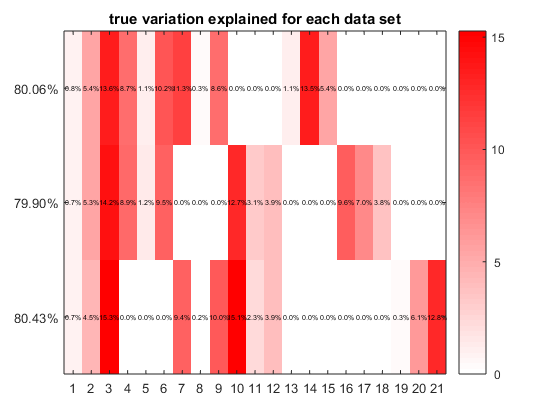 true variation explained for each data set
80.06% 0.8% 5.4% 13.6% 8.7% 1.1% 10.2% 11.3% 0.3% 8.6% 0.0% 0.0% 0.0% 1.1% 13.5% 5.4% 0.0% 0.0% 0.0% 0.0% 0.0% 0.0%
79.90% 0.7% 5.3% 14.2% 8.9% 1.2% 9.5% 0.0% 0.0% 0.0% 12.7% 3.1% 3.9% 0.0% 0.0% 0.0% 9.6% 7.0% 3.8% 0.0% 0.0% 0.0%
80.43% 0.7% 4.5% 15.3% 0.0% 0.0% 0.0% 9.4% 0.2% 10.0% 15.1% 2.3% 3.9% 0.0% 0.0% 0.0% 0.0% 0.0% 0.0% 0.3% 6.1% 12.8%
1 2 3 4 5 6 7 8 9 10 11 12 13 14 15 16 17 18 19 20 21
15
10
5
0